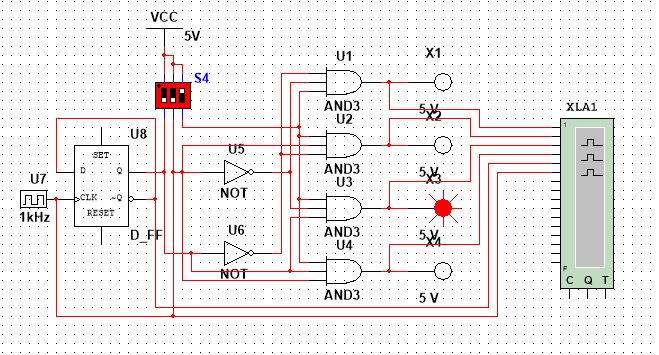 VCC
5V
S4
U1
X1
AND3
5 V
XLA1
U2
X2
1
U8
SET
D Q
U5
AND3
5 V
NOT
U3
X3
U7
CLK ~Q
1kHz
RESET
AND3
5 V
D_FF
U6
U4
X4
NOT
F
C Q T
AND3
5 V